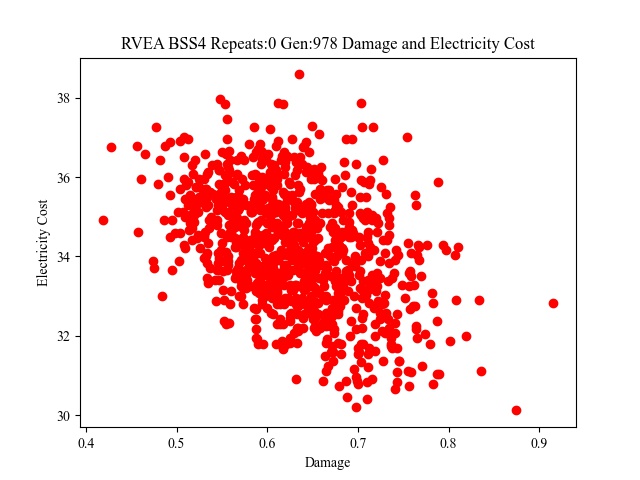 RVEA BSS4 Repeats:0 Gen:978 Damage and Electricity Cost
38
36
34
32
30
Electricity Cost
0.4 0.5 0.6 0.7 0.8 0.9
Damage